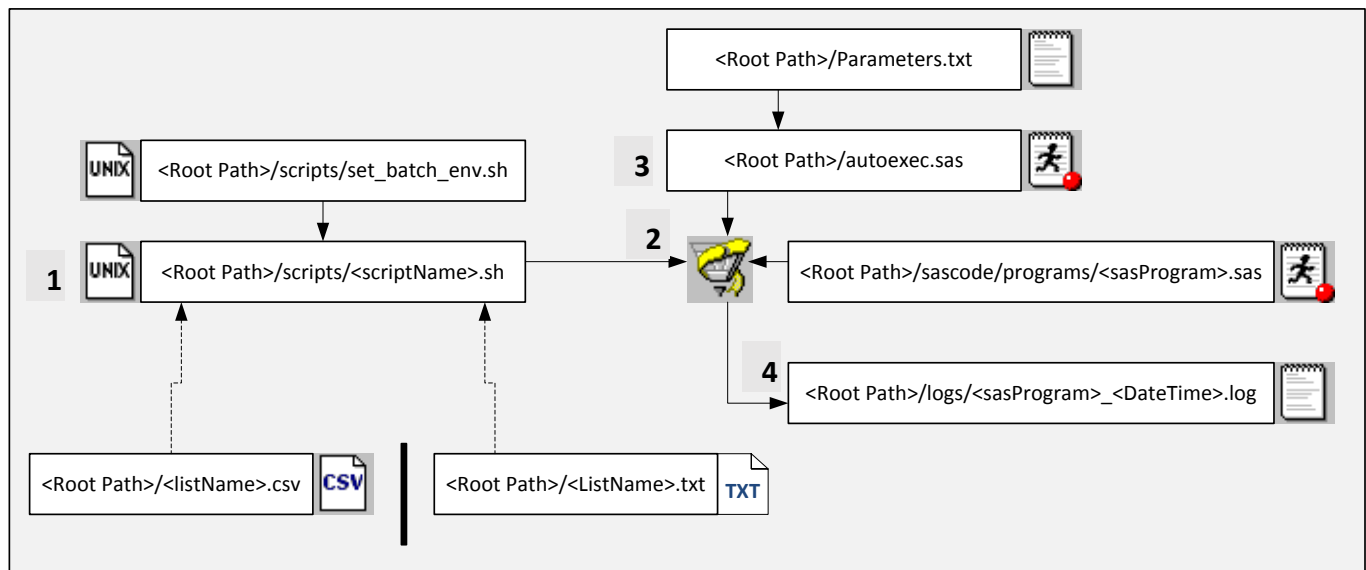 <Root Path>/Parameters.txt
3
<Root Path>/autoexec.sas
UNIX
<Root Path>/scripts/set_batch_env.sh
1
UNIX
<Root Path>/scripts/<scriptName>.sh
2
<Root Path>/sascode/programs/<sasProgram>.sas
4
<Root Path>/logs/<sasProgram>_<DateTime>.log
<Root Path>/<listName>.csv
CSV
<Root Path>/<ListName>.txt
TXT